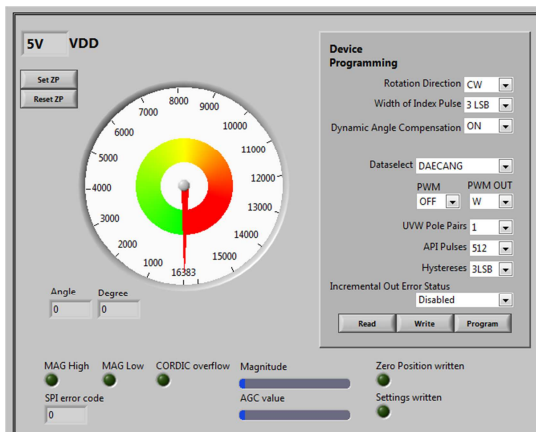 5V VDD
Set ZP
Reset ZP
8000
7000
9000
6000
10000
5000
11000
4000
12000
3000
13000
2000
14000
1000
16383
15000
Angle Degree
0 0
Device
Programming
Rotation Direction CW
Width of Index Pulse 3 LSB
Dynamic Angle Compensation ON
Dataselect DAECANG
PWM PWM OUT
OFF W
UVW Pole Pairs 1
API Pulses 512
Hystereses 3LSB
Incremental Out Error Status
Disabled
Read Write Program
MAG High MAG Low CORDIC overflow Magnitude Zero Position written
SPI error code AGC value Settings written
0